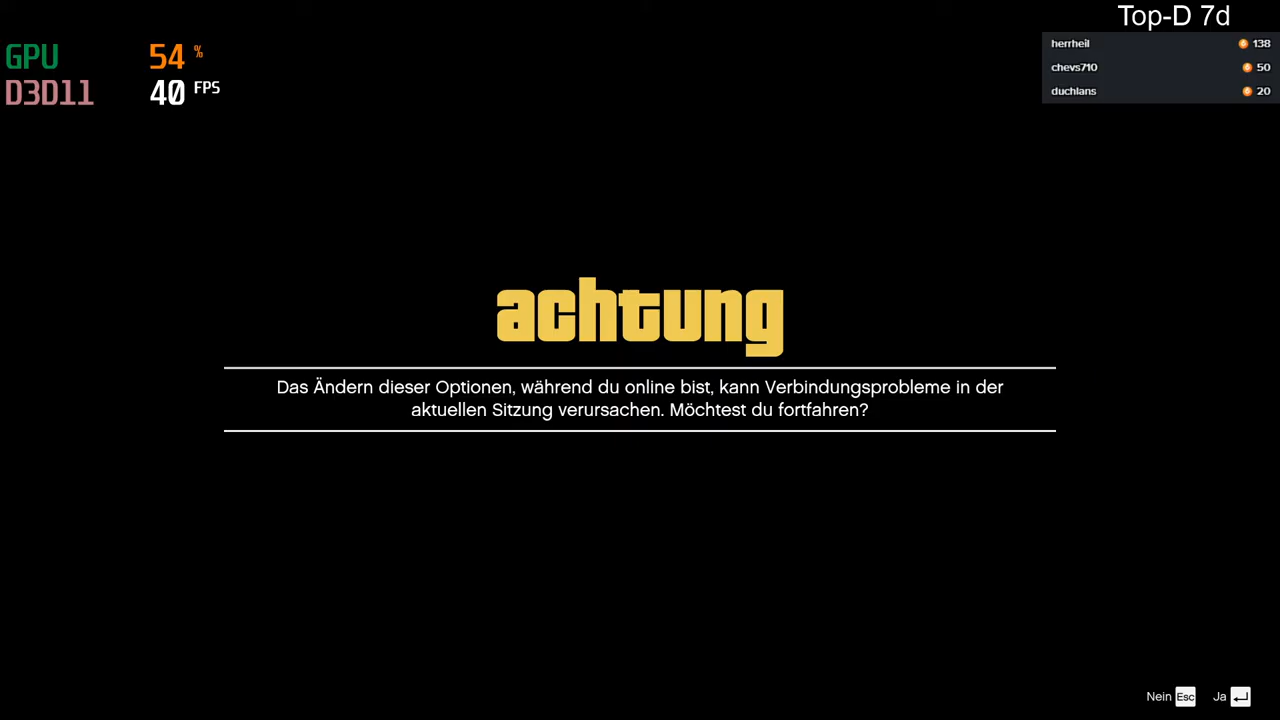 Top-D 7d
GPU 54 %
D3D11 40 FPS
herrheil 138
chevs710 50
duchlans 20
achtung
Das Ändern dieser Optionen, während du online bist, kann Verbindungsprobleme in der
aktuellen Sitzung verursachen. Möchtest du fortfahren?
Nein Esc Ja